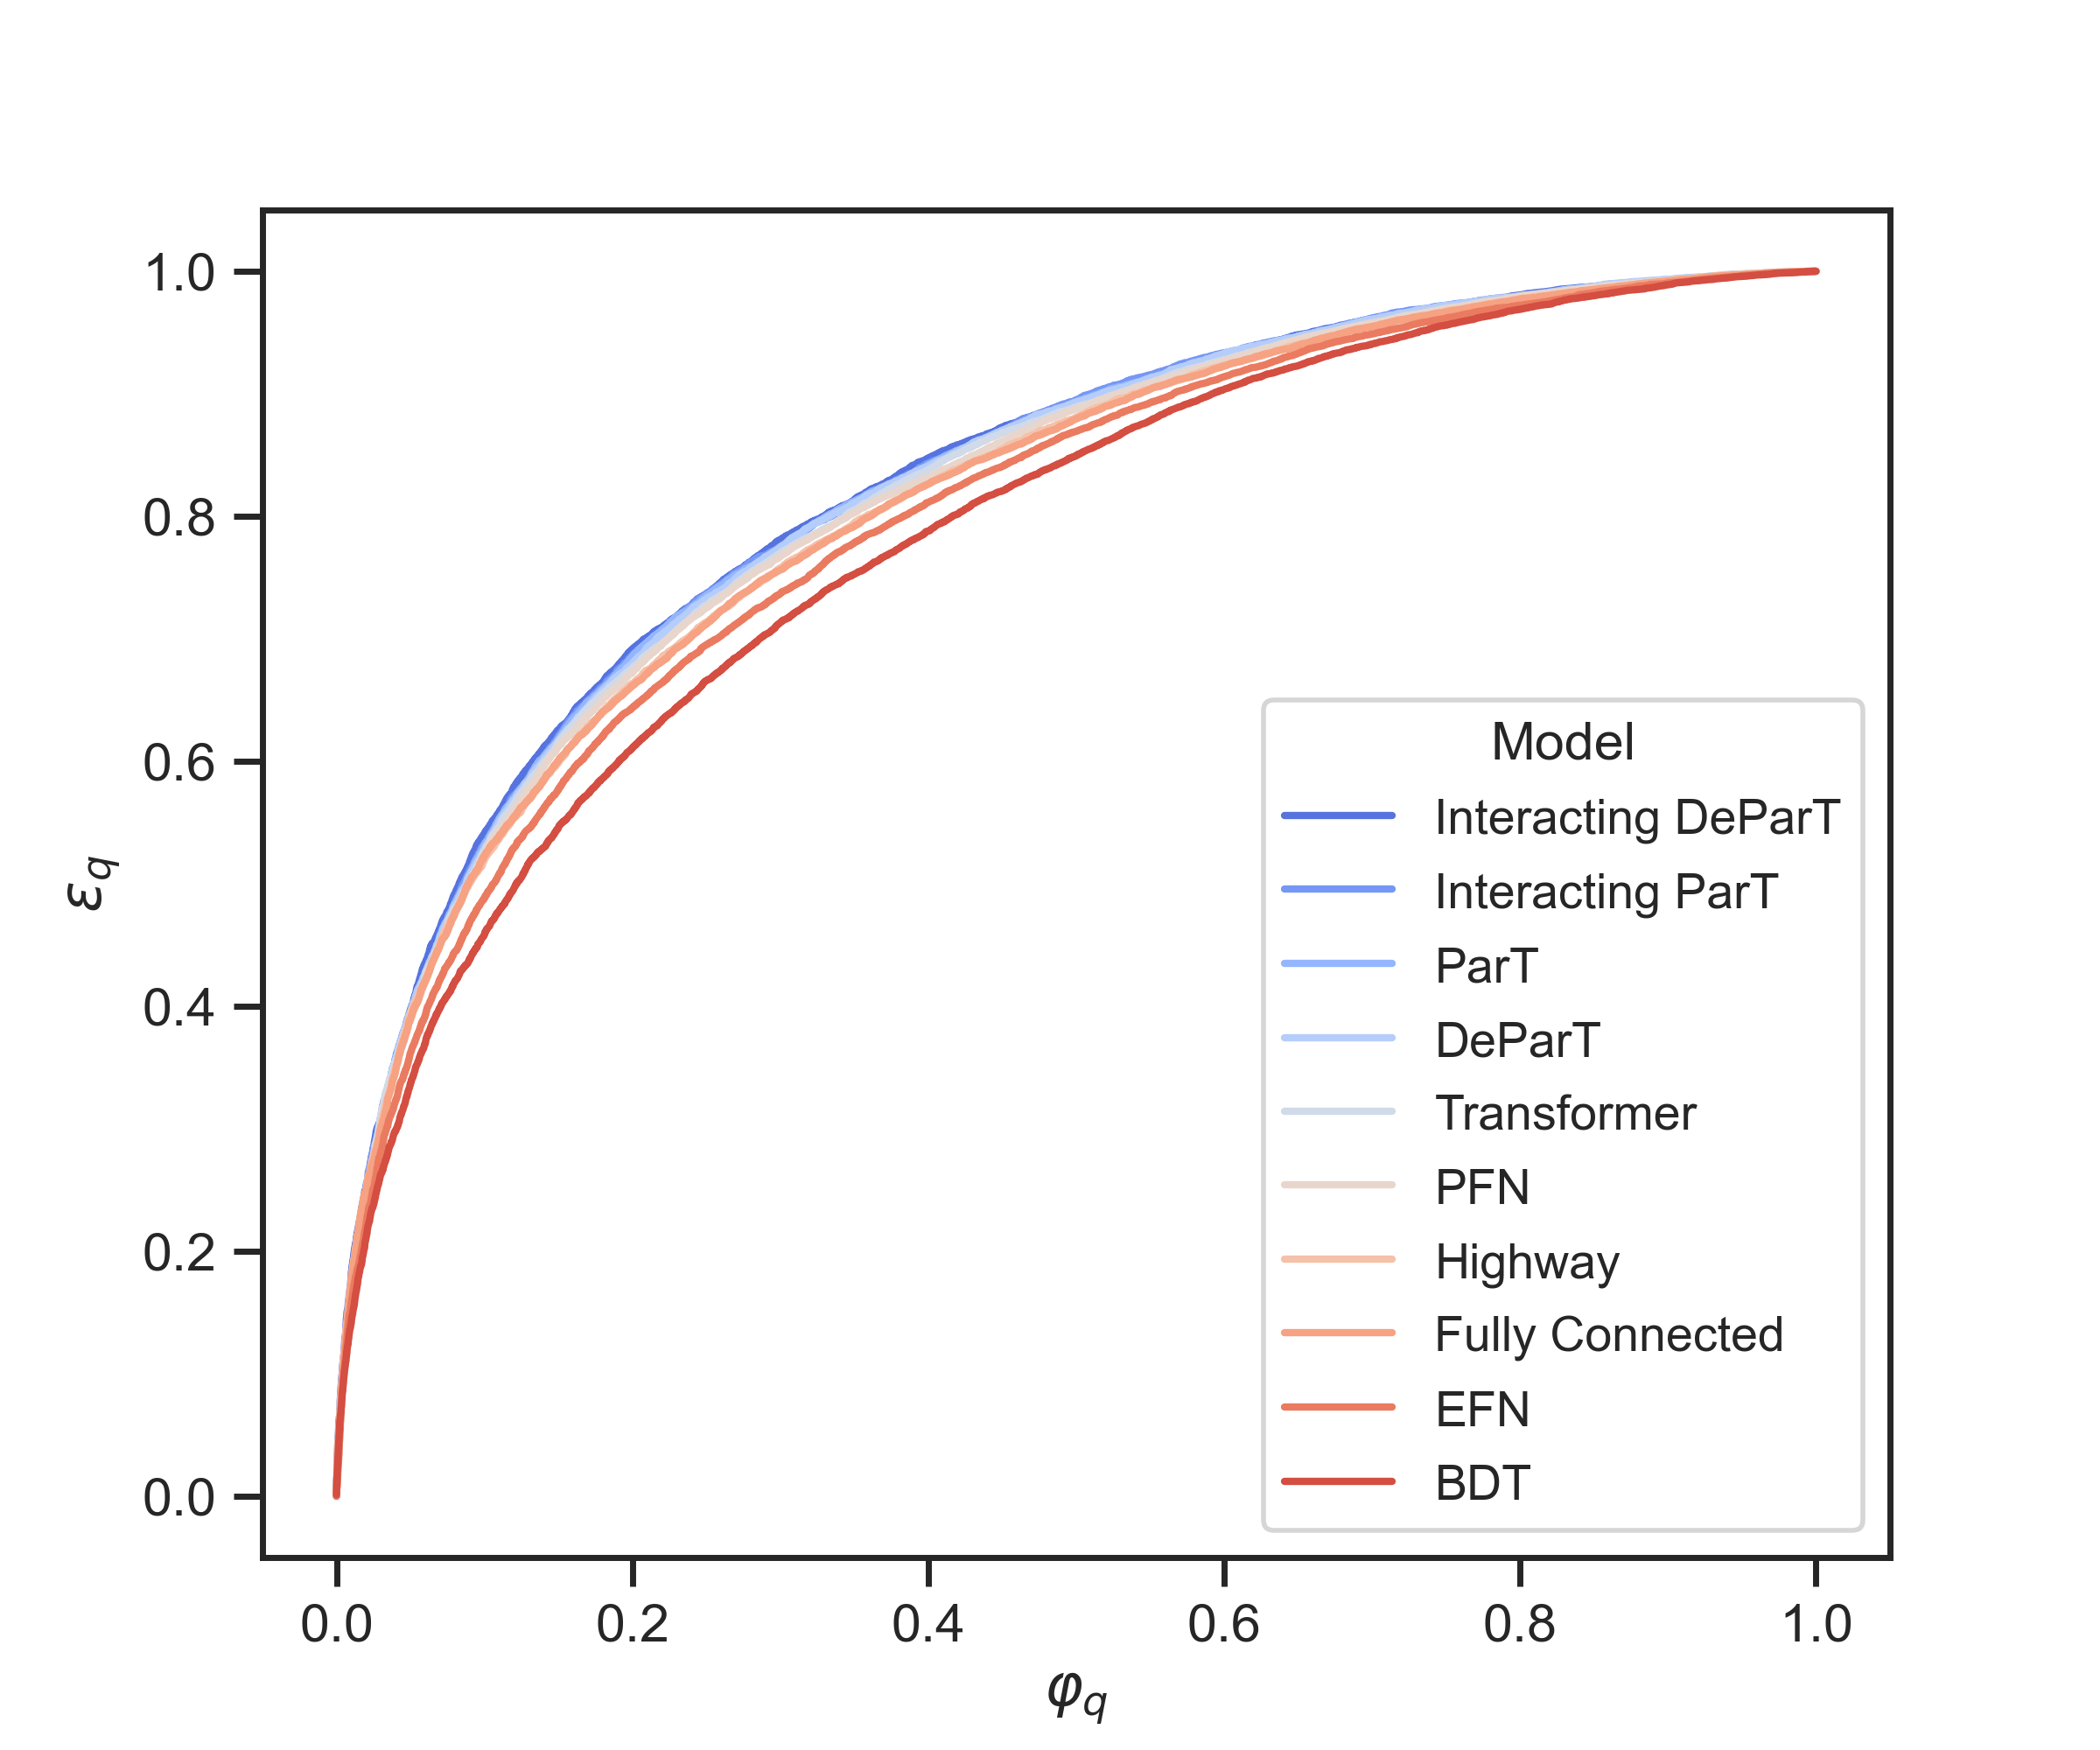 1.0
0.8
0.6
0.4
0.2
0.0
εq
0.0 0.2 0.4 0.6 0.8 1.0
φq
Model
Interacting DeParT
Interacting ParT
ParT
DeParT
Transformer
PFN
Highway
Fully Connected
EFN
BDT